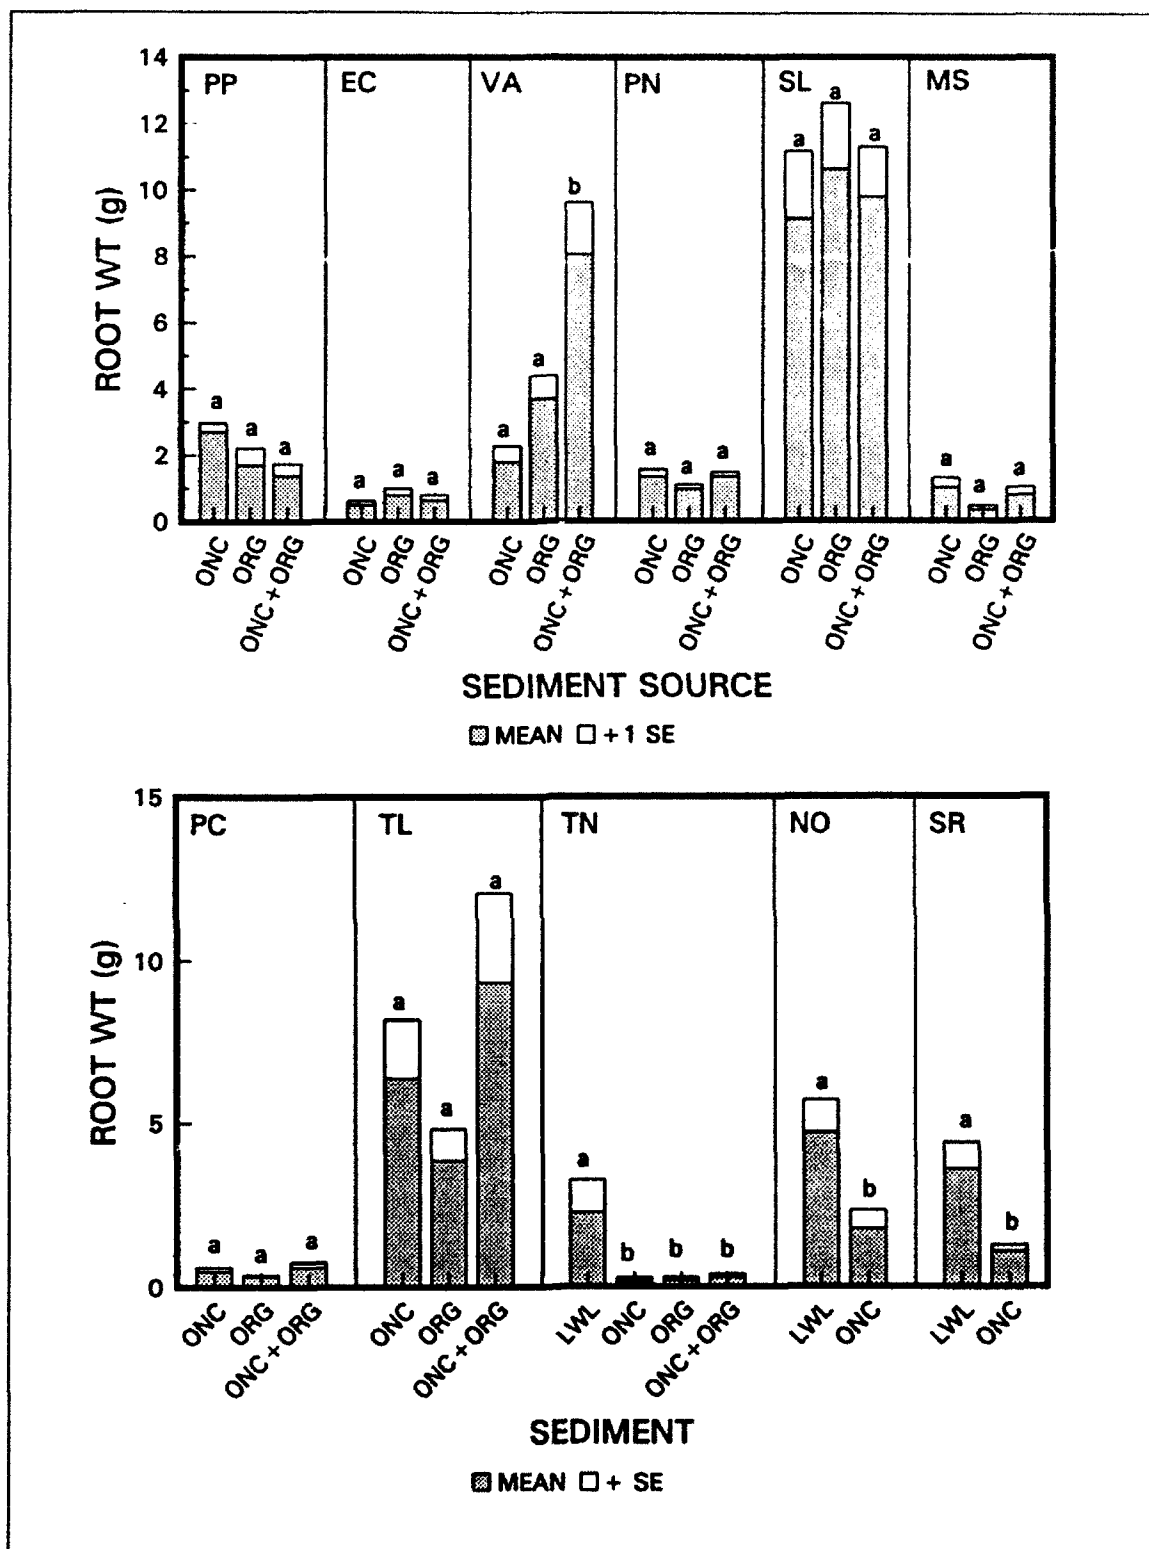 14
12
10
8
6
4
2
0
ROOT WT (g)
PP EC VA PN SL MS
a a a
a a a
a a b
a a a
a a a
a a a
ONC ORG ONC + ORG ONC ORG ONC + ORG ONC ORG ONC + ORG ONC ORG ONC + ORG ONC ORG ONC + ORG ONC ORG ONC + ORG
SEDIMENT SOURCE
MEAN + 1 SE
15
10
5
0
ROOT WT (g)
PC TL TN NO SR
a a a
a a a
a b b b
a b
a b
ONC ORG ONC + ORG ONC ORG ONC + ORG LWL ONC ORG ONC + ORG LWL ONC LWL ONC
SEDIMENT
MEAN + SE